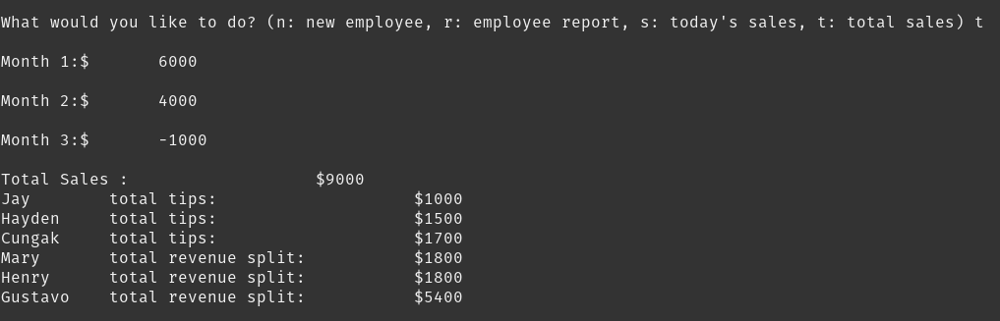 What would you like to do? (n: new employee, r: employee report, s: today's sales, t: total sales) t
Month 1:$ 6000
Month 2:$ 4000
Month 3:$ -1000
Total Sales : $9000
Jay total tips: $1000
Hayden total tips: $1500
Cungak total tips: $1700
Mary total revenue split: $1800
Henry total revenue split: $1800
Gustavo total revenue split: $5400